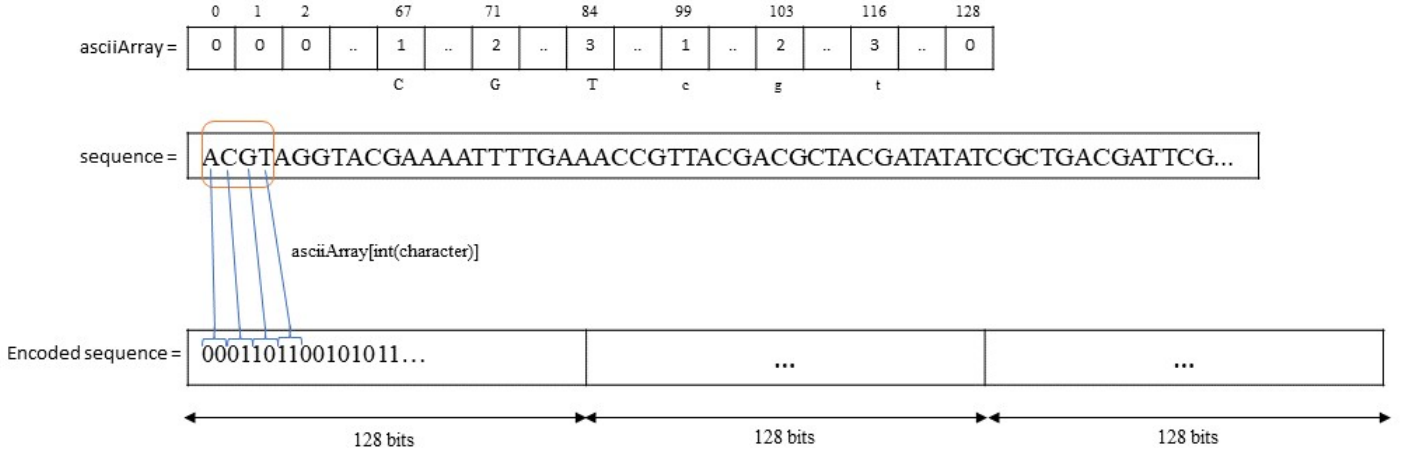 0 1 2 67 71 84 99 103 116 128
asciiArray = 0 0 0 .. 1 .. 2 .. 3 .. 1 .. 2 .. 3 .. 0
C G T c g t
sequence = ACGTAGGTACGAAAATTTTGAAACCGTTACGACGCTACGATATATCGCTGACGATTCG...
asciiArray[int(character)]
Encoded sequence = 0001101100101011... ... ...
128 bits 128 bits 128 bits